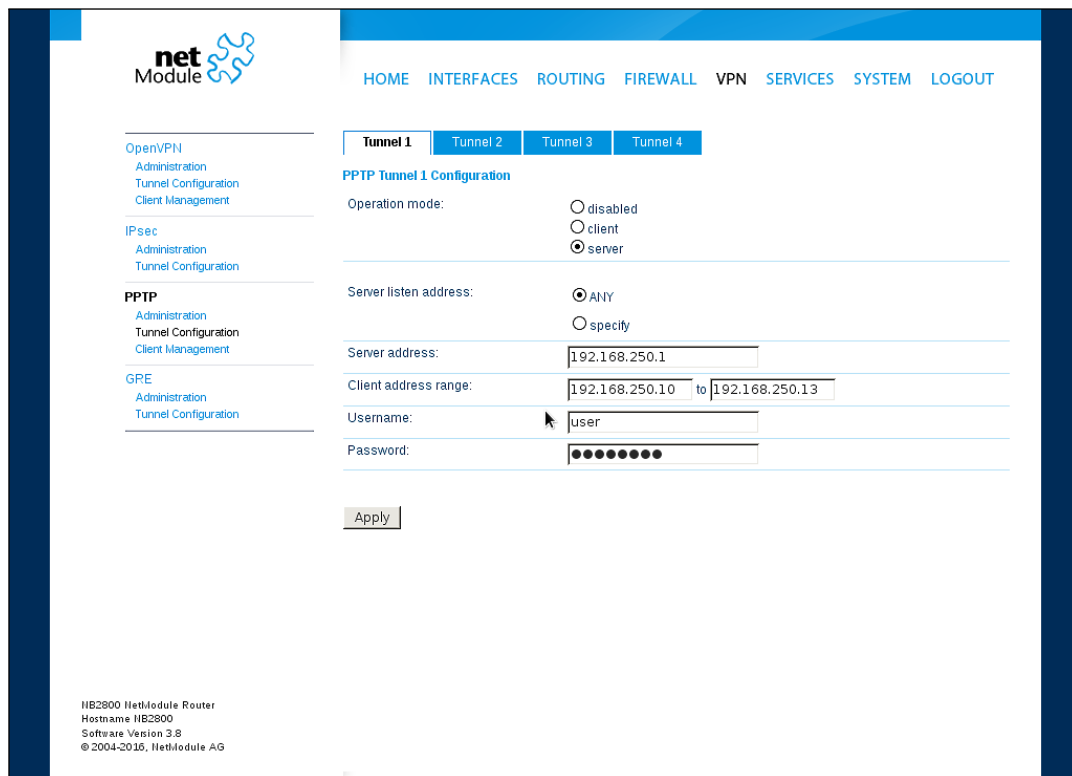 net
Module
HOME INTERFACES ROUTING FIREWALL VPN SERVICES SYSTEM LOGOUT
OpenVPN
Administration
Tunnel Configuration
Client Management
IPsec
Administration
Tunnel Configuration
PPTP
Administration
Tunnel Configuration
Client Management
GRE
Administration
Tunnel Configuration
Tunnel 1 Tunnel 2 Tunnel 3 Tunnel 4
PPTP Tunnel 1 Configuration
Operation mode:
disabled
client
server
Server listen address:
ANY
specify
Server address: 192.168.250.1
Client address range: 192.168.250.10 to 192.168.250.13
Username: user
Password: ●●●●●●●●
Apply
NB2800 NetModule Router
Hostname NB2800
Software Version 3.8
© 2004-2016, NetModule AG